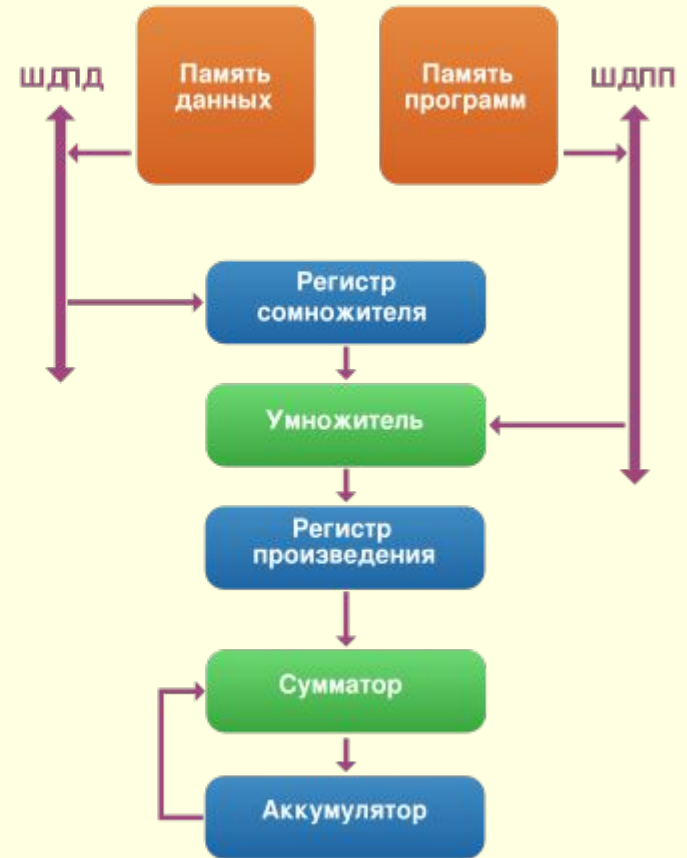 Память
данных
Память
программ
ШДПД
ШДПП
Регистр
сомножителя
Умножитель
Регистр
произведения
Сумматор
Аккумулятор